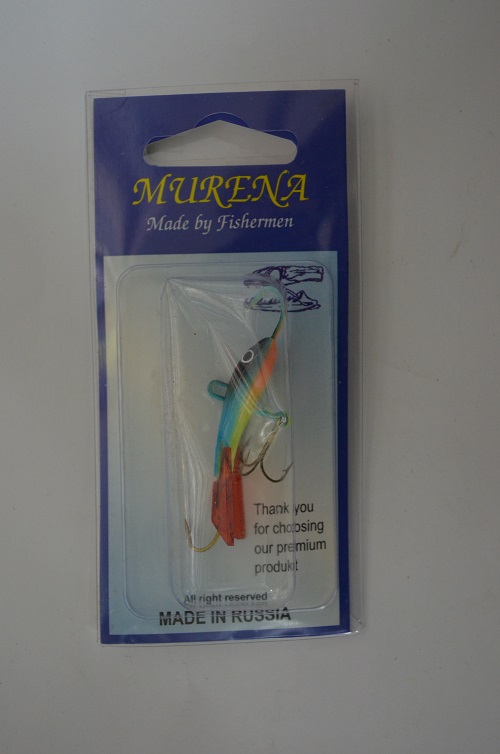 MURENA
Made by Fishermen
Thank you
for choosing
our premium
produkt
All right reserved
MADE IN RUSSIA